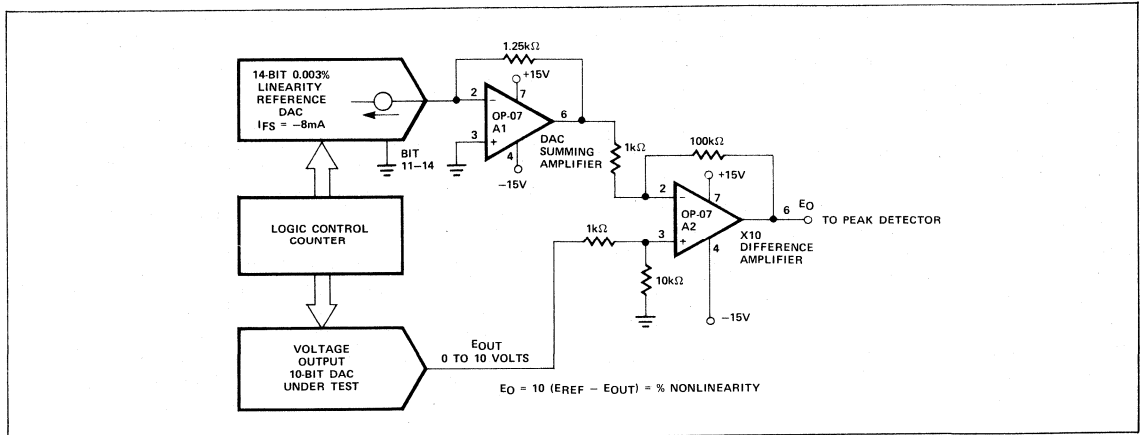 14-BIT 0.003%
LINEARITY
REFERENCE
DAC
IFS = −8mA
BIT
11–14
1.25kΩ
+15V
2
−
7
OP-07
A1
6
3
+
4
−15V
DAC
SUMMING
AMPLIFIER
1kΩ
100kΩ
+15V
2
−
7
OP-07
A2
6
EO
TO PEAK DETECTOR
3
+
4
X10
DIFFERENCE
AMPLIFIER
1kΩ
10kΩ
−15V
LOGIC CONTROL
COUNTER
VOLTAGE
OUTPUT
10-BIT DAC
UNDER TEST
EOUT
0 TO 10 VOLTS
EO = 10 (EREF − EOUT) = % NONLINEARITY